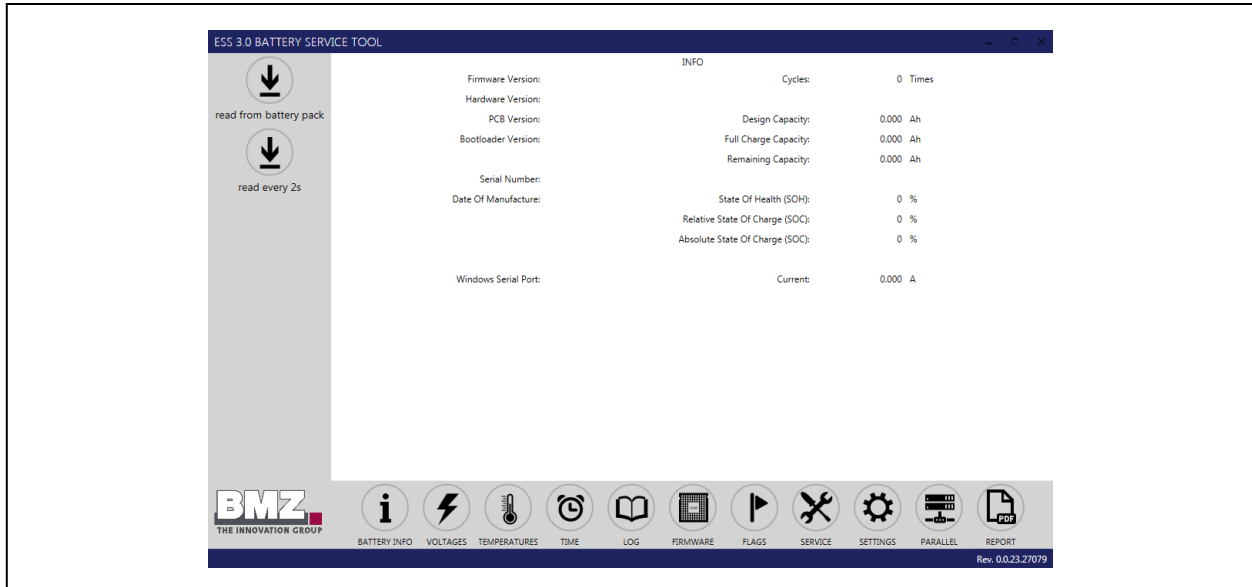 ESS 3.0 BATTERY SERVICE TOOL
read from battery pack
read every 2s
INFO
Firmware Version: Cycles: 0 Times
Hardware Version:
PCB Version: Design Capacity: 0.000 Ah
Bootloader Version: Full Charge Capacity: 0.000 Ah
Remaining Capacity: 0.000 Ah
Serial Number:
Date Of Manufacture: State Of Health (SOH): 0 %
Relative State Of Charge (SOC): 0 %
Absolute State Of Charge (SOC): 0 %
Windows Serial Port: Current: 0.000 A
BMZ
THE INNOVATION GROUP
PDF
BATTERY INFO VOLTAGES TEMPERATURES TIME LOG FIRMWARE FLAGS SERVICE SETTINGS PARALLEL REPORT
Rev. 0.0.23.27079